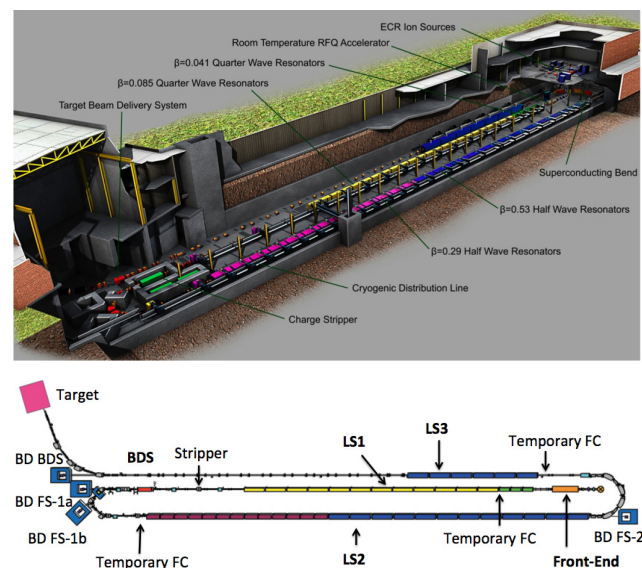 ECR Ion Sources
Room Temperature RFQ Accelerator
β=0.041 Quarter Wave Resonators
β=0.085 Quarter Wave Resonators
Target Beam Delivery System
Superconducting Bend
β=0.53 Half Wave Resonators
β=0.29 Half Wave Resonators
Cryogenic Distribution Line
Charge Stripper
Target
BD BDS
BDS
Stripper
LS1
LS3
Temporary FC
BD FS-1a
BD FS-1b
Temporary FC
LS2
Temporary FC
Front-End
BD FS-2